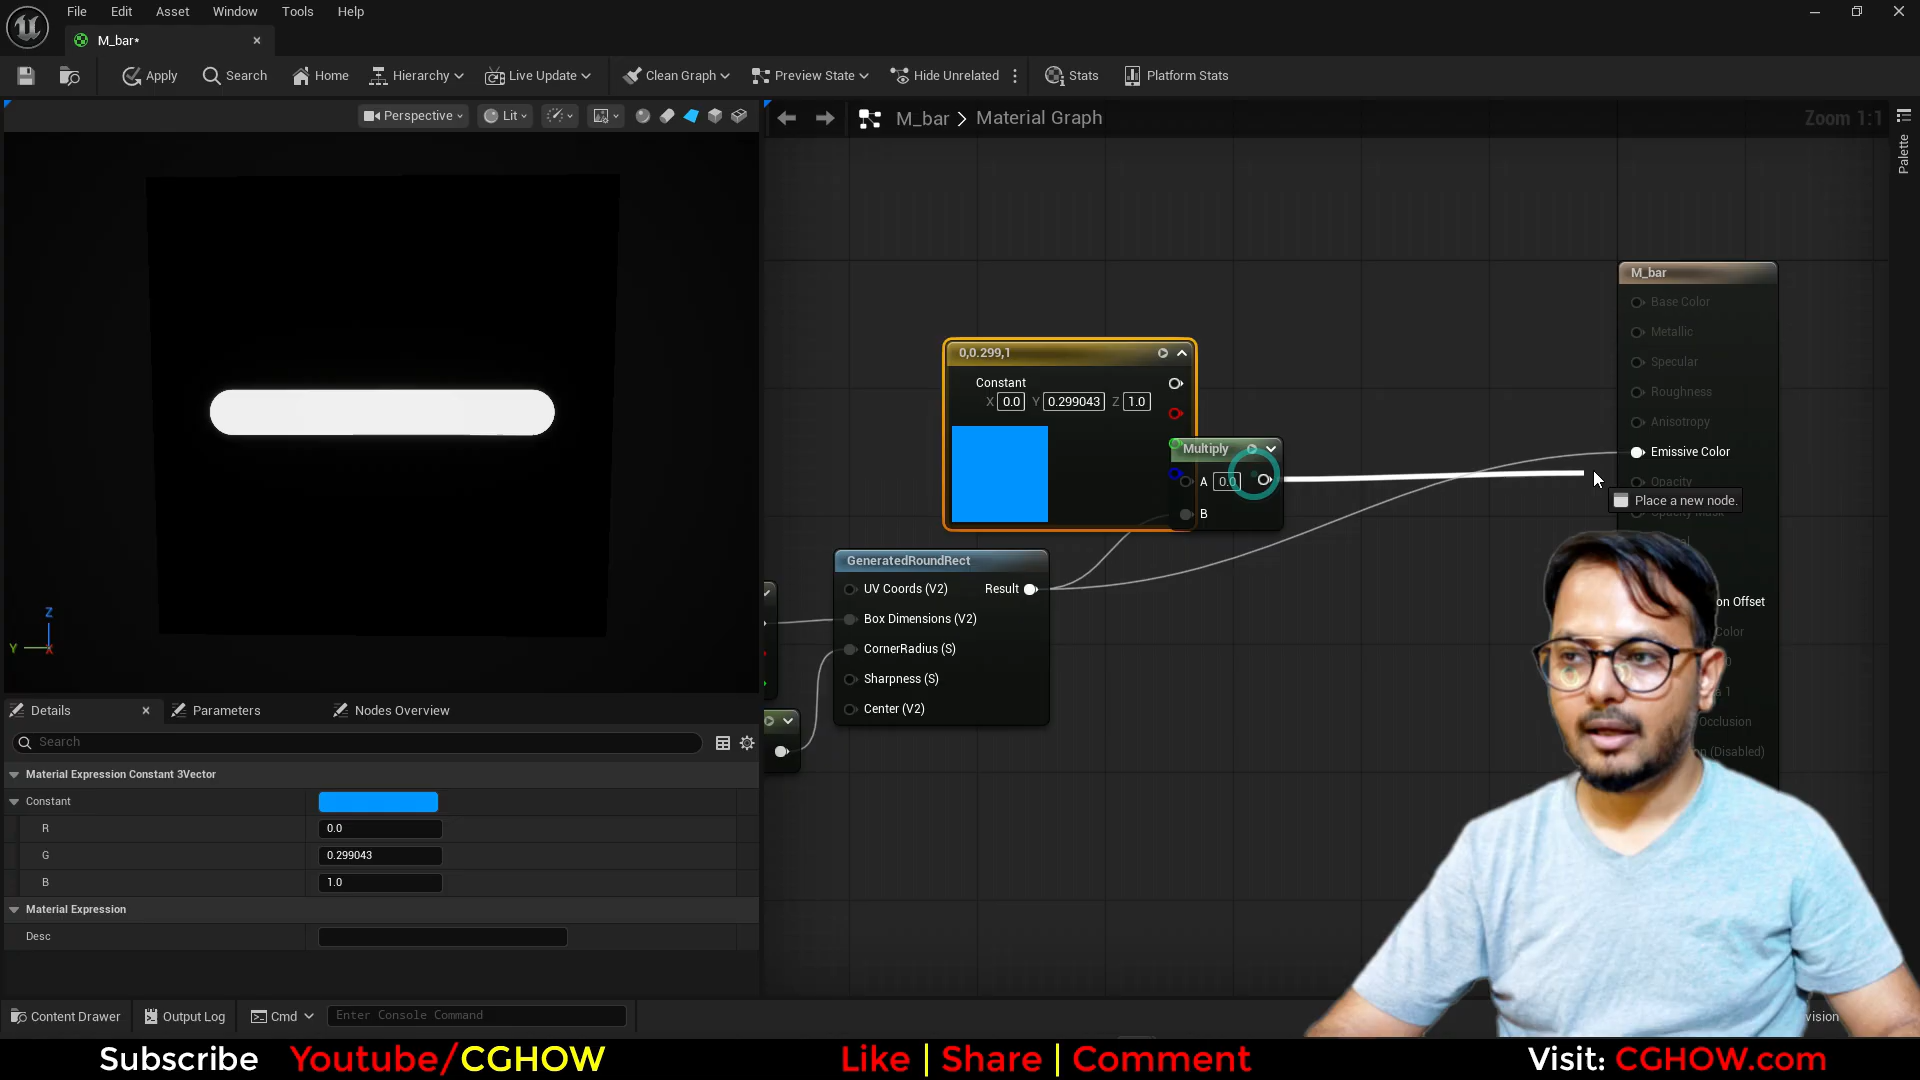 File Edit Asset Window Tools Help
M_bar*
Apply Search Home Hierarchy Live Update Clean Graph Preview State Hide Unrelated Stats Platform Stats
Perspective Lit
M_bar > Material Graph
Zoom 1:1
Palette
M_bar
Base Color
Metallic
Specular
Roughness
Anisotropy
Emissive Color
Opacity
Opacity Mask
Place a new node.
on Offset
Color
Occlusion
n (Disabled)
0,0.299,1
Constant
X 0.0 Y 0.299043 Z 1.0
Multiply
A 0.0
B
GeneratedRoundRect
UV Coords (V2) Result
Box Dimensions (V2)
CornerRadius (S)
Sharpness (S)
Center (V2)
Z
Y X
Details Parameters Nodes Overview
Search
Material Expression Constant 3Vector
Constant
R 0.0
G 0.299043
B 1.0
Material Expression
Desc
Content Drawer Output Log Cmd Enter Console Command
vision
Subscribe Youtube/CGHOW Like | Share | Comment Visit: CGHOW.com